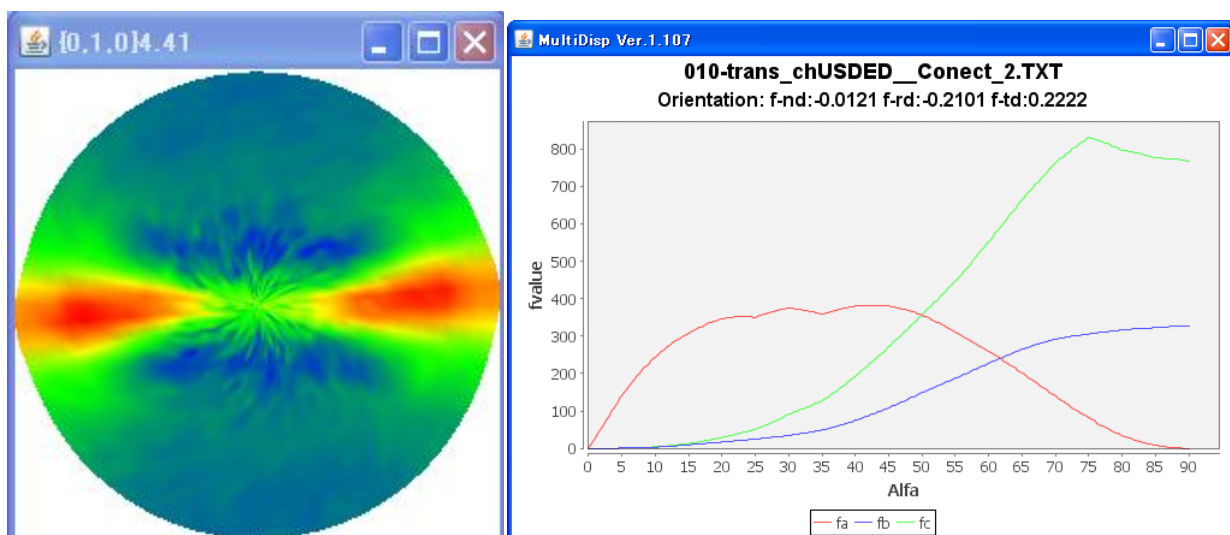 {0,1,0}4.41
MultiDisp Ver.1.107
010-trans_chUSDED__Conect_2.TXT
Orientation: f-nd:-0.0121 f-rd:-0.2101 f-td:0.2222
fvalue
800
700
600
500
400
300
200
100
0
0 5 10 15 20 25 30 35 40 45 50 55 60 65 70 75 80 85 90
Alfa
fa fb fc